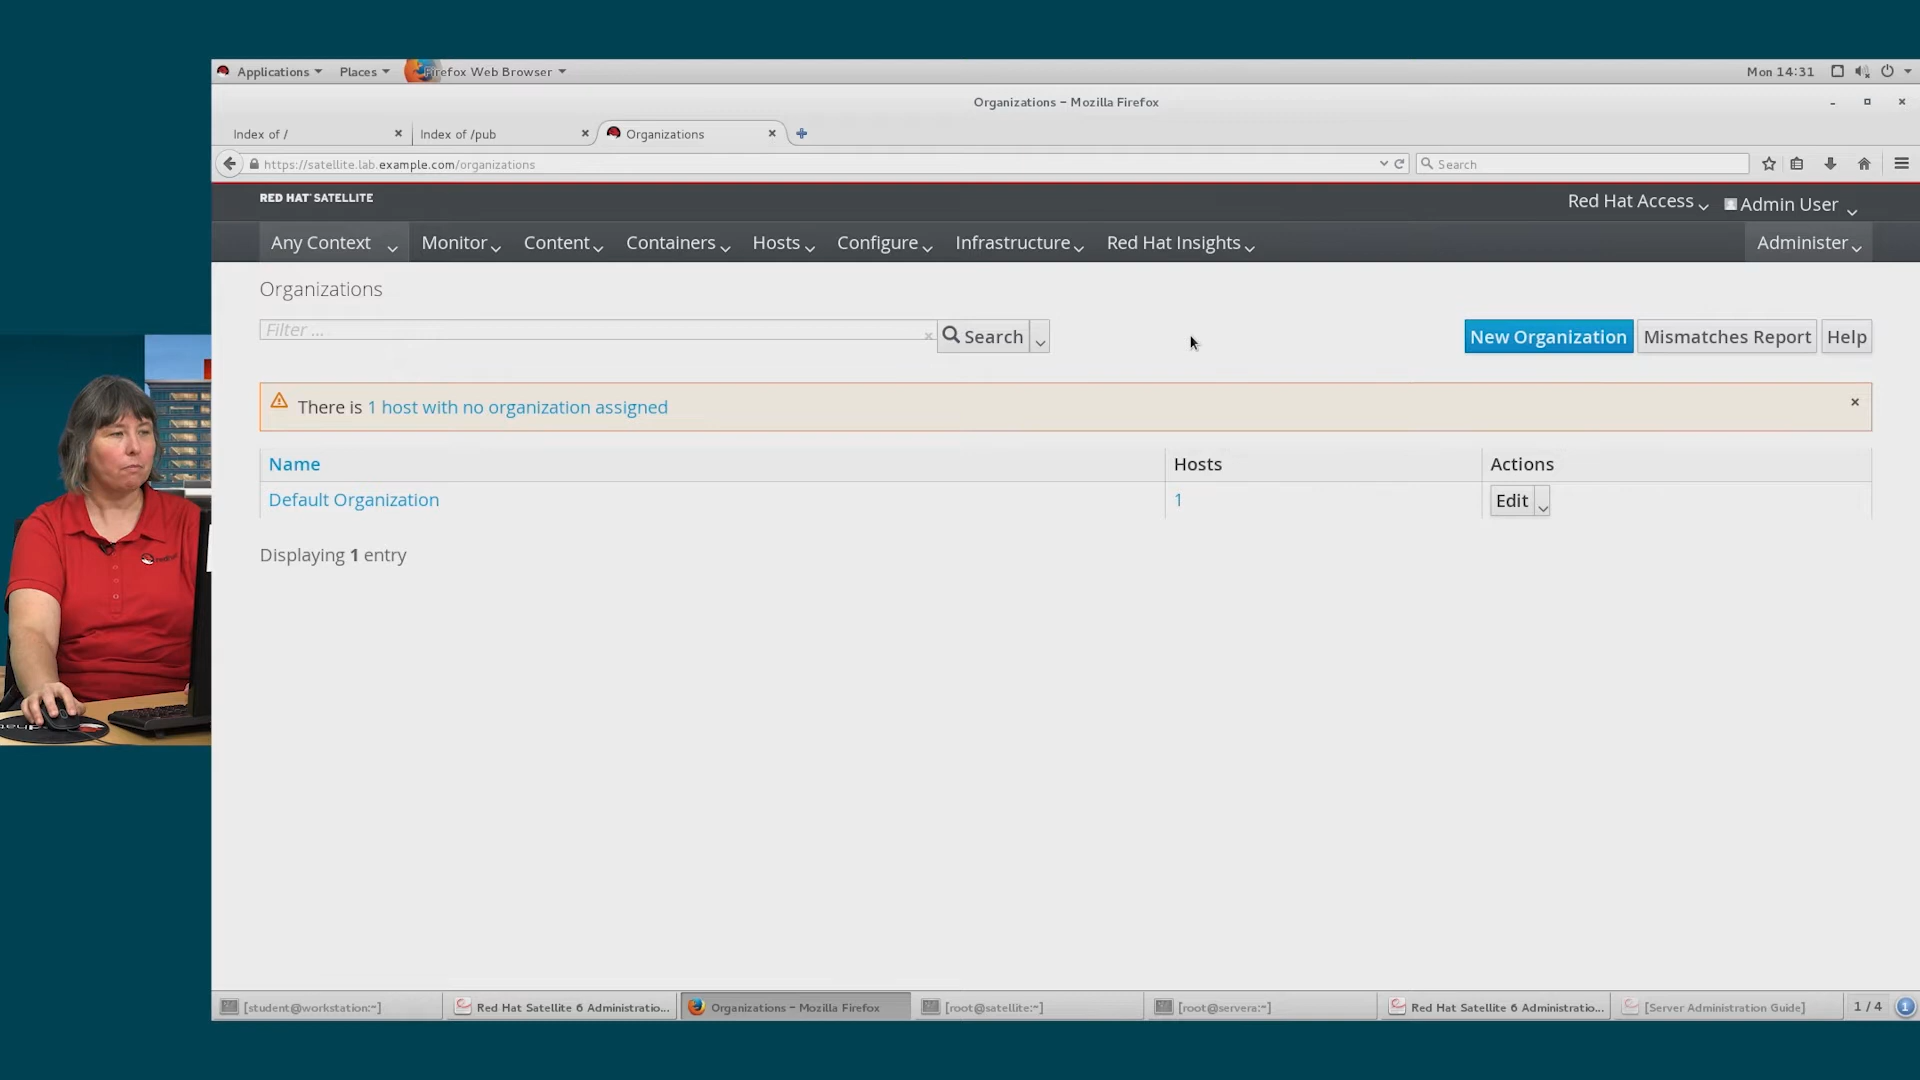 Applications Places Firefox Web Browser Mon 14:31
Organizations - Mozilla Firefox
Index of / Index of /pub Organizations
https://satellite.lab.example.com/organizations Search
RED HAT SATELLITE Red Hat Access Admin User
Any Context Monitor Content Containers Hosts Configure Infrastructure Red Hat Insights Administer
Organizations
Filter ... Search New Organization Mismatches Report Help
There is 1 host with no organization assigned
Name Hosts Actions
Default Organization 1 Edit
Displaying 1 entry
redhat
[student@workstation:~] Red Hat Satellite 6 Administratio... Organizations - Mozilla Firefox [root@satellite:~] [root@servera:~] Red Hat Satellite 6 Administratio... [Server Administration Guide] 1 / 4 1